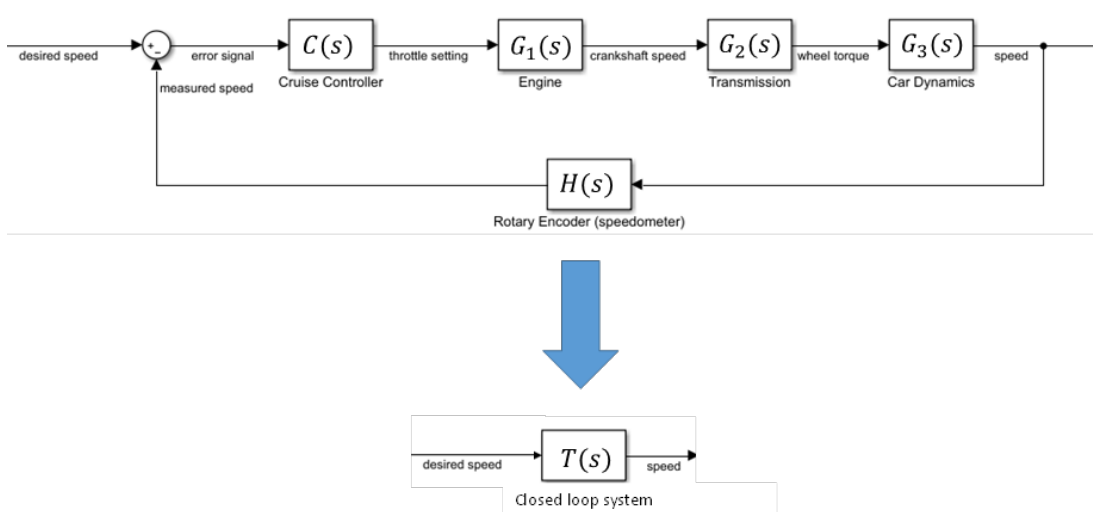 C(s) G₁(s) G₂(s) G₃(s)
+ −
desired speed error signal throttle setting crankshaft speed wheel torque speed
Cruise Controller Engine Transmission Car Dynamics
measured speed
H(s)
Rotary Encoder (speedometer)
T(s)
desired speed speed
Closed loop system